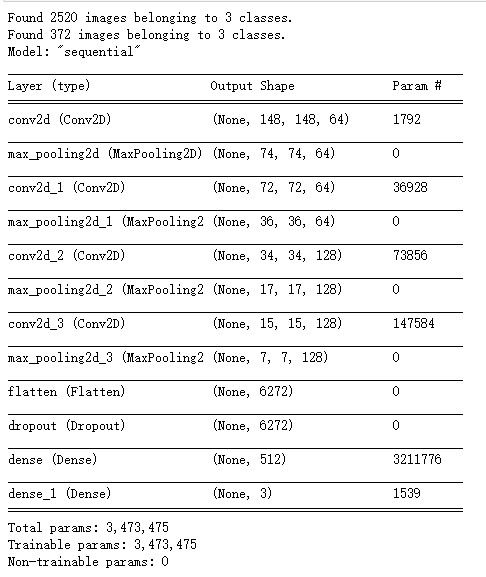 Found 2520 images belonging to 3 classes.
Found 372 images belonging to 3 classes.
Model: "sequential"
Layer (type) Output Shape Param #
conv2d (Conv2D) (None, 148, 148, 64) 1792
max_pooling2d (MaxPooling2D) (None, 74, 74, 64) 0
conv2d_1 (Conv2D) (None, 72, 72, 64) 36928
max_pooling2d_1 (MaxPooling2 (None, 36, 36, 64) 0
conv2d_2 (Conv2D) (None, 34, 34, 128) 73856
max_pooling2d_2 (MaxPooling2 (None, 17, 17, 128) 0
conv2d_3 (Conv2D) (None, 15, 15, 128) 147584
max_pooling2d_3 (MaxPooling2 (None, 7, 7, 128) 0
flatten (Flatten) (None, 6272) 0
dropout (Dropout) (None, 6272) 0
dense (Dense) (None, 512) 3211776
dense_1 (Dense) (None, 3) 1539
Total params: 3,473,475
Trainable params: 3,473,475
Non-trainable params: 0